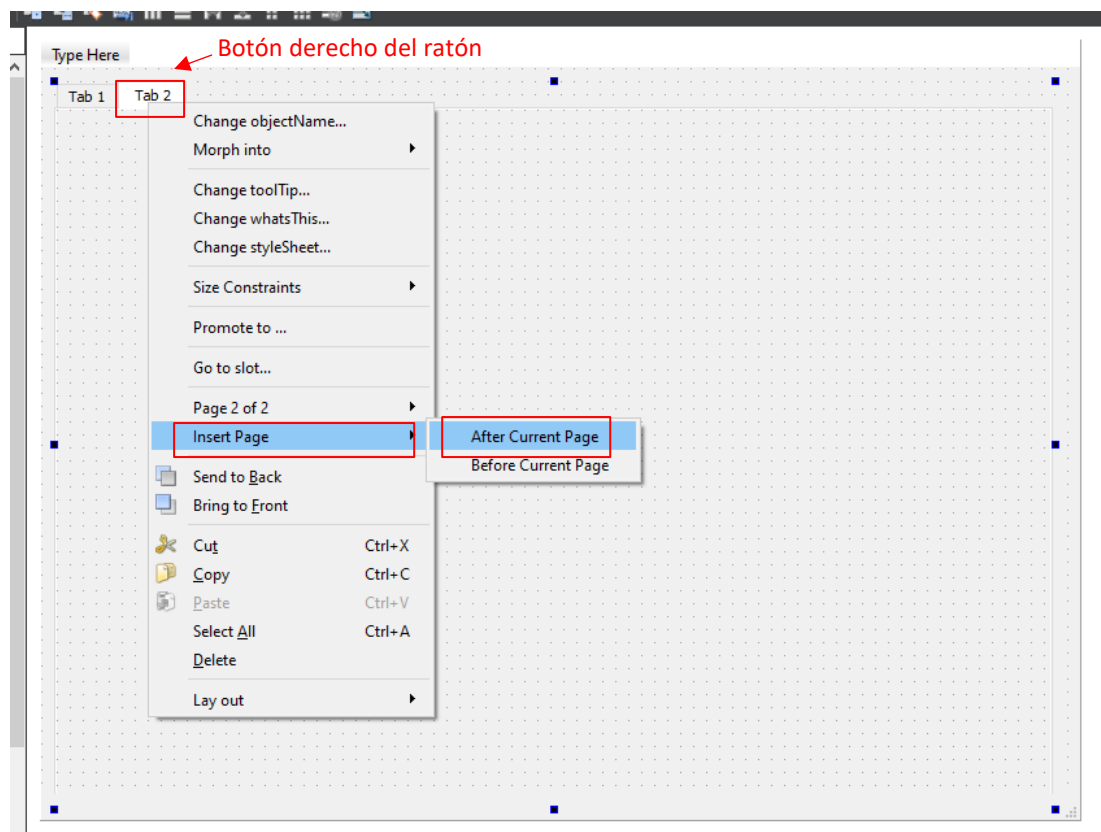 Botón derecho del ratón
Type Here
Tab 1 Tab 2
Change objectName...
Morph into
Change toolTip...
Change whatsThis...
Change styleSheet...
Size Constraints
Promote to ...
Go to slot...
Page 2 of 2
Insert Page
After Current Page
Before Current Page
Send to Back
Bring to Front
Cut Ctrl+X
Copy Ctrl+C
Paste Ctrl+V
Select All Ctrl+A
Delete
Lay out